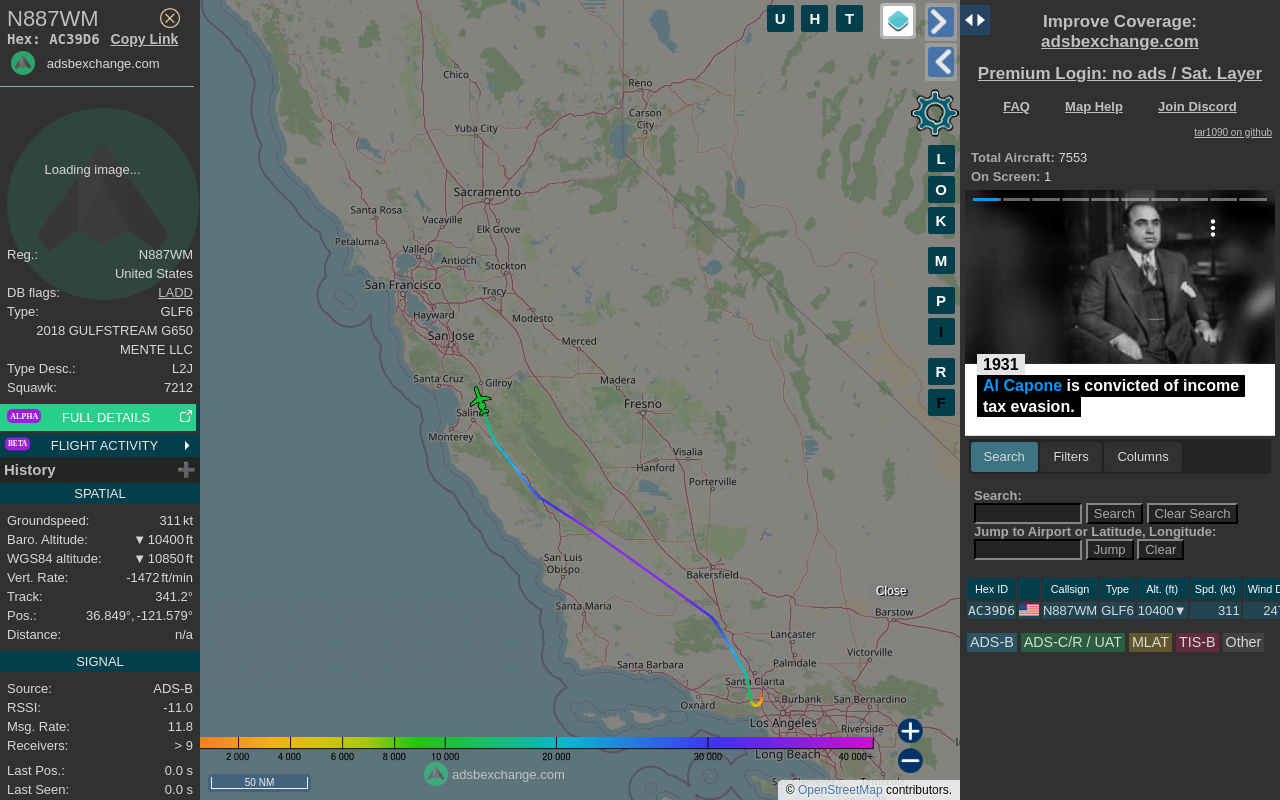 N887WM
Hex: AC39D6 Copy Link
adsbexchange.com
Loading image...
Reg.: N887WM
United States
DB flags: LADD
Type: GLF6
2018 GULFSTREAM G650
MENTE LLC
Type Desc.: L2J
Squawk: 7212
ALPHA FULL DETAILS
BETA FLIGHT ACTIVITY
History
SPATIAL
Groundspeed: 311 kt
Baro. Altitude: ▼ 10400 ft
WGS84 altitude: ▼ 10850 ft
Vert. Rate: -1472 ft/min
Track: 341.2°
Pos.: 36.849°, -121.579°
Distance: n/a
SIGNAL
Source: ADS-B
RSSI: -11.0
Msg. Rate: 11.8
Receivers: > 9
Last Pos.: 0.0 s
Last Seen: 0.0 s
U H T
L
O
K
M
P
I
R
F
Chico
Reno
Carson
City
Yuba City
Sacramento
Santa Rosa
Vacaville
Elk Grove
Petaluma
Vallejo
Antioch
Stockton
San Francisco
Tracy
Hayward
Modesto
San Jose
Merced
Santa Cruz
Gilroy
Madera
Fresno
Salin
Monterey
Visalia
Hanford
Porterville
San Luis
Obispo
Bakersfield
Close
Santa Maria
Barstow
Lancaster
Santa Barbara
Palmdale
Victorville
Santa Clarita
Oxnard
Burbank
San Bernardino
Los Angeles
Riverside
Long Beach
2 000 4 000 6 000 8 000 10 000 20 000 30 000 40 000+
50 NM
adsbexchange.com
© OpenStreetMap contributors.
Improve Coverage:
adsbexchange.com
Premium Login: no ads / Sat. Layer
FAQ Map Help Join Discord
tar1090 on github
Total Aircraft: 7553
On Screen: 1
1931
Al Capone is convicted of income
tax evasion.
Search Filters Columns
Search:
Search Clear Search
Jump to Airport or Latitude, Longitude:
Jump Clear
Hex ID Callsign Type Alt. (ft) Spd. (kt) Wind D
AC39D6 N887WM GLF6 10400▼ 311 247
ADS-B ADS-C/R / UAT MLAT TIS-B Other